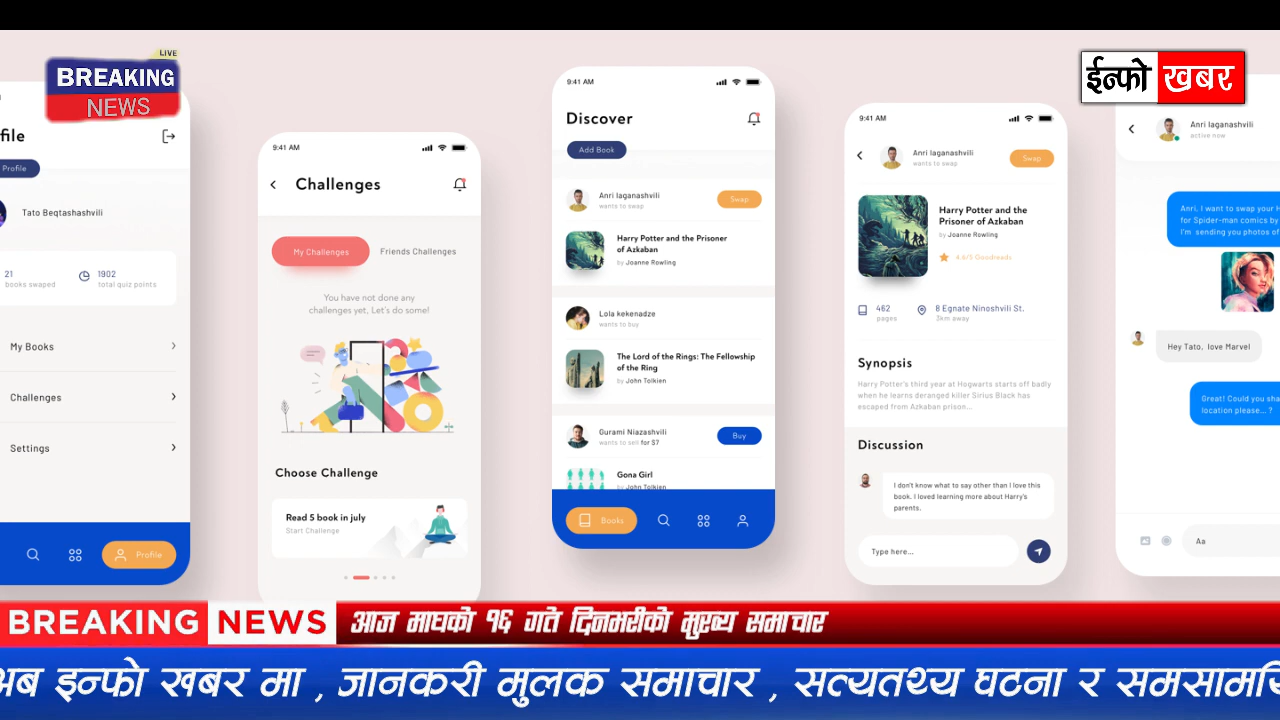 LIVE
BREAKING
NEWS
ईन्फो खबर
file
Profile
Tato Beqtashashvili
21
books swaped
1902
total quiz points
My Books
Challenges
Settings
Profile
9:41 AM
Challenges
My Challenges
Friends Challenges
You have not done any
challenges yet, Let's do some!
Choose Challenge
Read 5 book in july
Start Challenge
9:41 AM
Discover
Add Book
Anri Iaganashvili
wants to swap
Swap
Harry Potter and the Prisoner
of Azkaban
by Joanne Rowling
Lola kekenadze
wants to buy
The Lord of the Rings: The Fellowship
of the Ring
by John Tolkien
Gurami Niazashvili
wants to sell for $7
Buy
Gona Girl
by John Tolkien
Books
9:41 AM
Anri Iaganashvili
wants to swap
Swap
Harry Potter and the
Prisoner of Azkaban
by Joanne Rowling
4.6/5 Goodreads
462
pages
8 Egnate Ninoshvili St.
3km away
Synopsis
Harry Potter's third year at Hogwarts starts off badly
when he learns deranged killer Sirius Black has
escaped from Azkaban prison...
Discussion
I don't know what to say other than I love this
book. I loved learning more about Harry's
parents.
Type here...
Anri Iaganashvili
active now
Anri, I want to swap your H
for Spider-man comics by
I'm sending you photos of
Hey Tato, love Marvel
Great! Could you sha
location please... ?
Aa
BREAKING NEWS आज माघको १६ गते दिनभरीको मुख्य समाचार
अब इन्फो खबर मा , जानकरी मुलक समाचार , सत्यतथ्य घटना र समसामयि